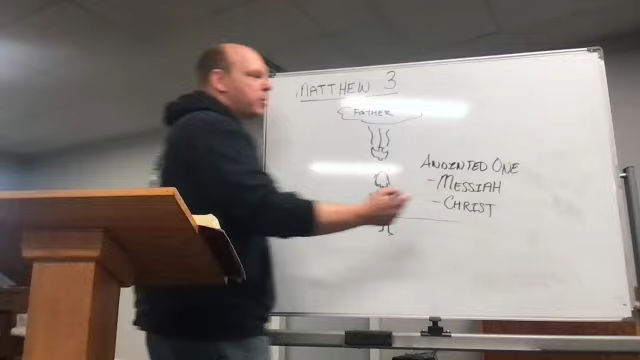 MATTHEW 3
FATHER
ANOINTED ONE
- MESSIAH
- CHRIST